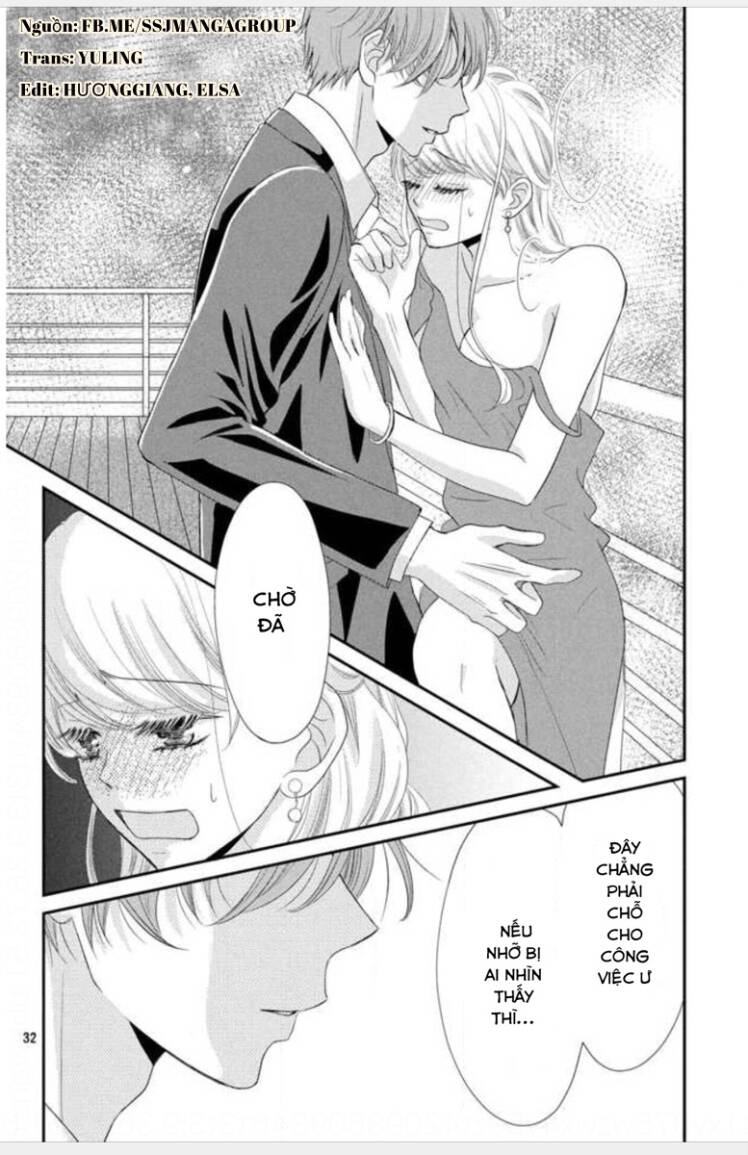 Nguồn: FB.ME/SSJMANGAGROUP
Trans: YULING
Edit: HƯƠNGGIANG, ELSA
CHỜ
ĐÃ
ĐÂY
CHẲNG
PHẢI
CHỖ
CHO
CÔNG
VIỆC Ư
NẾU
NHỠ BỊ
AI NHÌN
THẤY
THÌ...
32